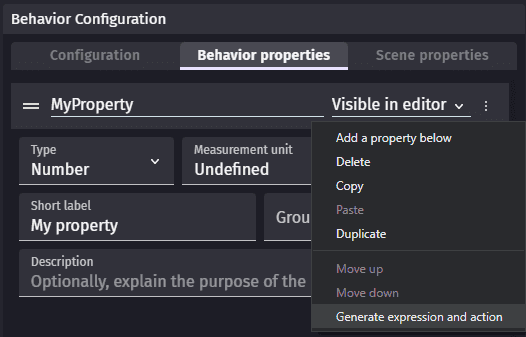 Behavior Configuration
Configuration Behavior properties Scene properties
MyProperty Visible in editor
Type Measurement unit
Number Undefined
Short label
My property
Grou
Description
Optionally, explain the purpose of the
Add a property below
Delete
Copy
Paste
Duplicate
Move up
Move down
Generate expression and action